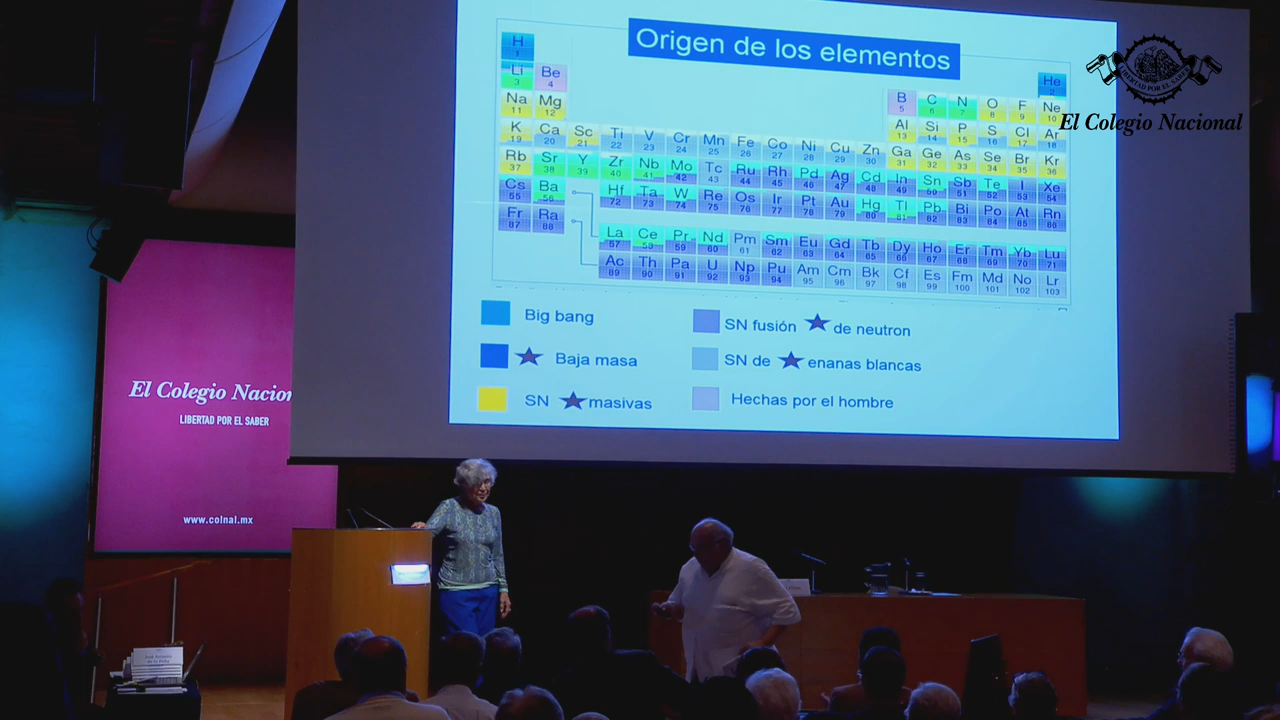 Origen de los elementos
H
1
He
2
Li Be B C N O F Ne
3 4 5 6 7 8 9 10
Na Mg Al Si P S Cl Ar
11 12 13 14 15 16 17 18
K Ca Sc Ti V Cr Mn Fe Co Ni Cu Zn Ga Ge As Se Br Kr
19 20 21 22 23 24 25 26 27 28 29 30 31 32 33 34 35 36
Rb Sr Y Zr Nb Mo Tc Ru Rh Pd Ag Cd In Sn Sb Te I Xe
37 38 39 40 41 42 43 44 45 46 47 48 49 50 51 52 53 54
Cs Ba Hf Ta W Re Os Ir Pt Au Hg Tl Pb Bi Po At Rn
55 56 72 73 74 75 76 77 78 79 80 81 82 83 84 85 86
Fr Ra
87 88
La Ce Pr Nd Pm Sm Eu Gd Tb Dy Ho Er Tm Yb Lu
57 58 59 60 61 62 63 64 65 66 67 68 69 70 71
Ac Th Pa U Np Pu Am Cm Bk Cf Es Fm Md No Lr
89 90 91 92 93 94 95 96 97 98 99 100 101 102 103
Big bang
Baja masa
SN masivas
SN fusión de neutron
SN de enanas blancas
Hechas por el hombre
LIBERTAD POR EL SABER
El Colegio Nacional
El Colegio Nacion
LIBERTAD POR EL SABER
www.colnal.mx